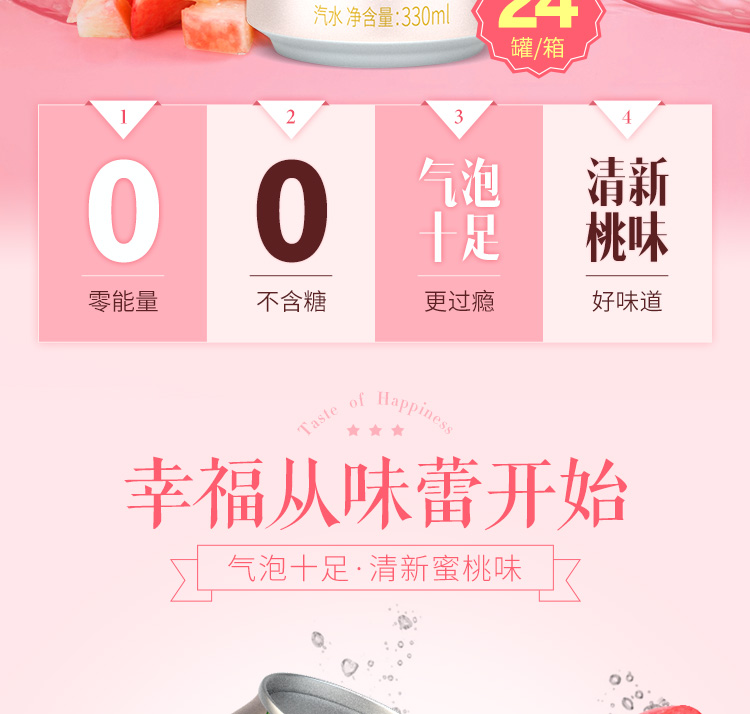 汽水 净含量:330ml
24
罐/箱
1
2
3
4
0
0
气泡
十足
清新
桃味
零能量
不含糖
更过瘾
好味道
Taste of Happiness
幸福从味蕾开始
气泡十足·清新蜜桃味